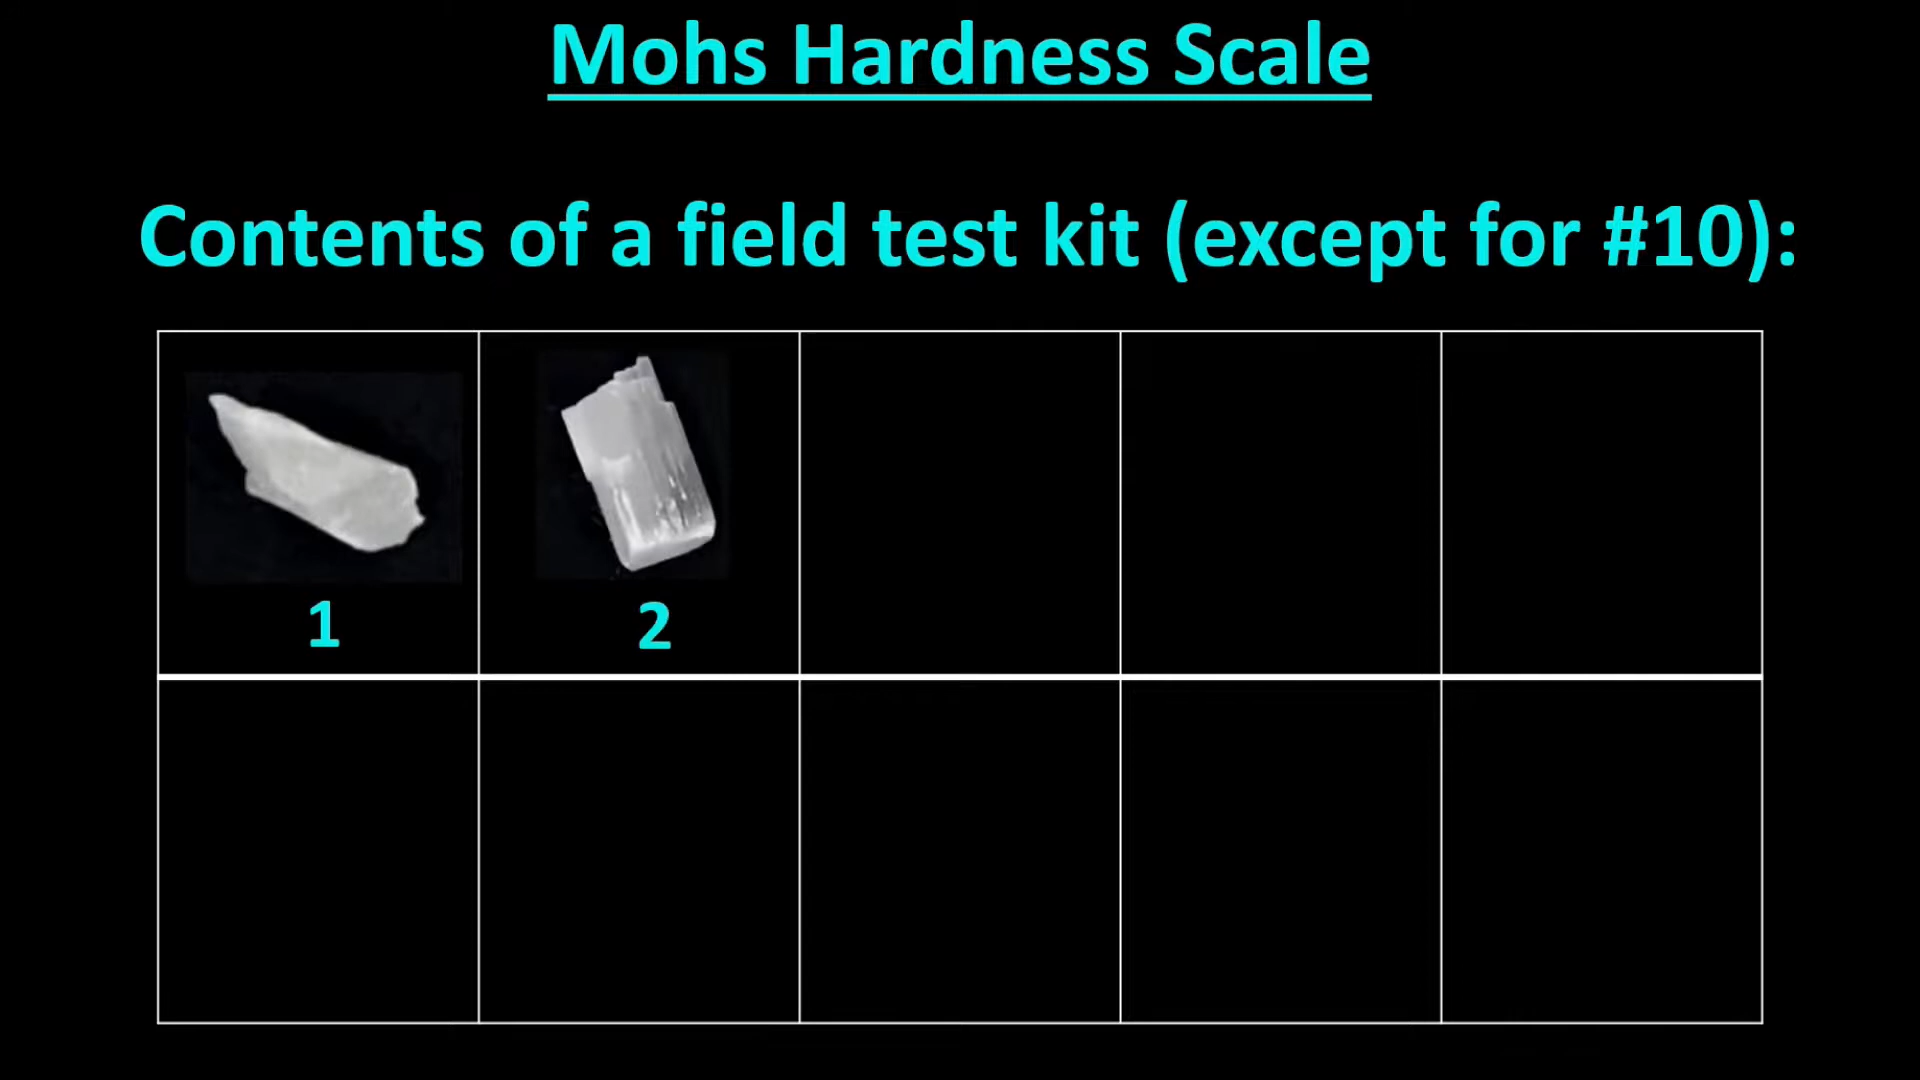 Mohs Hardness Scale
Contents of a field test kit (except for #10):
1 2